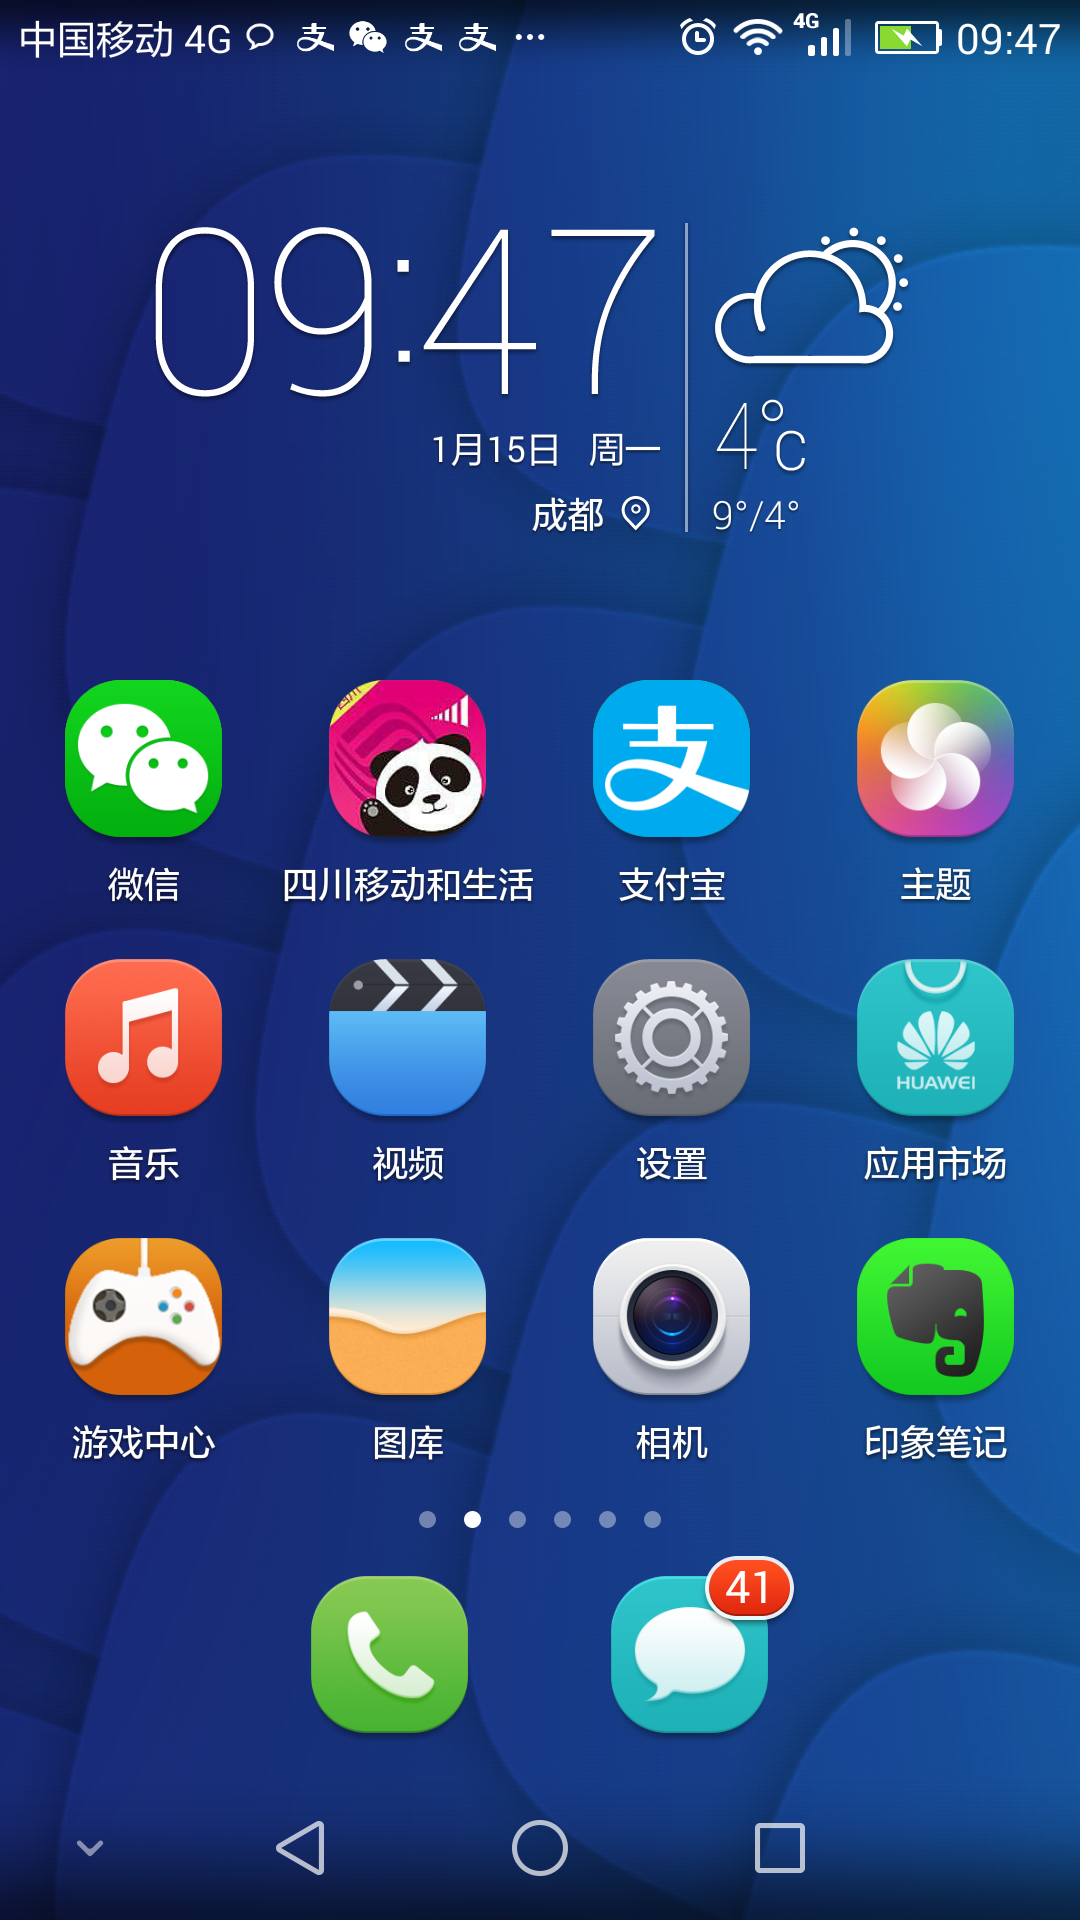 中国移动 4G 4G 09:47
09:47
1月15日 周一
成都
4°C
9°/4°
四川
支
微信 四川移动和生活 支付宝 主题
HUAWEI
音乐 视频 设置 应用市场
游戏中心 图库 相机 印象笔记
41